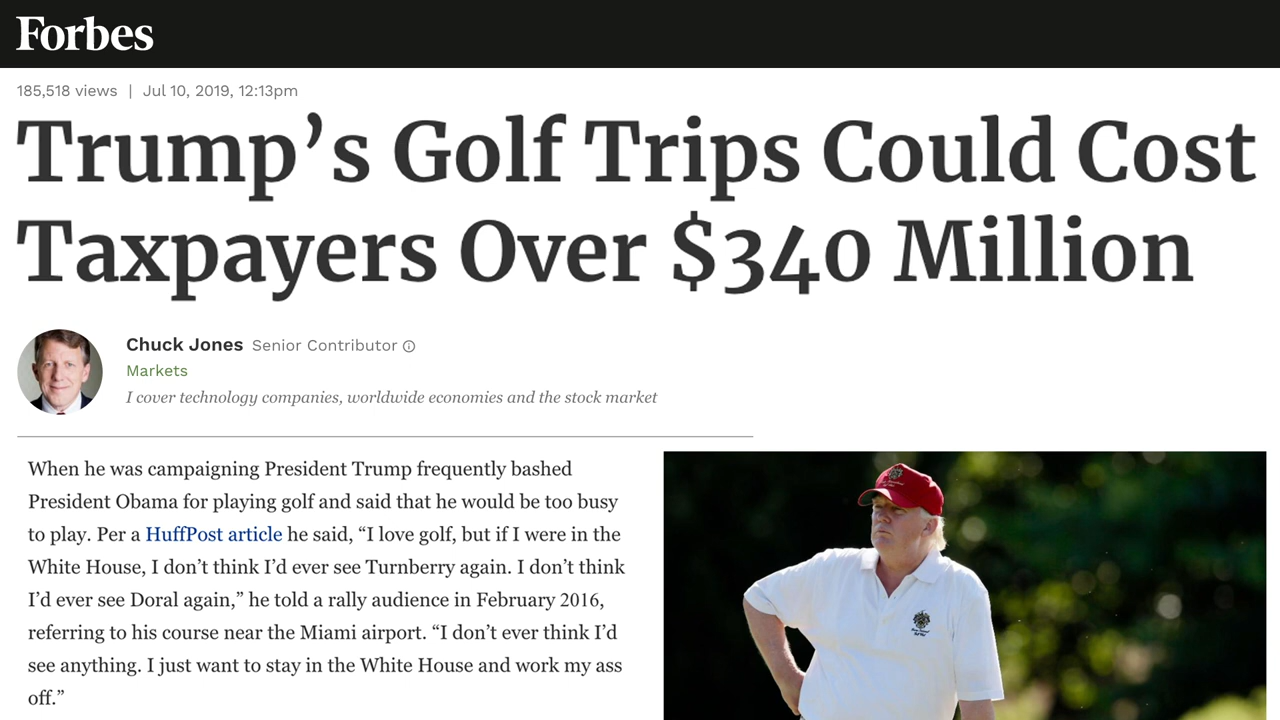 Forbes
185,518 views | Jul 10, 2019, 12:13pm
Trump’s Golf Trips Could Cost
Taxpayers Over $340 Million
Chuck Jones Senior Contributor
Markets
I cover technology companies, worldwide economies and the stock market
When he was campaigning President Trump frequently bashed
President Obama for playing golf and said that he would be too busy
to play. Per a HuffPost article he said, “I love golf, but if I were in the
White House, I don’t think I’d ever see Turnberry again. I don’t think
I’d ever see Doral again,” he told a rally audience in February 2016,
referring to his course near the Miami airport. “I don’t ever think I’d
see anything. I just want to stay in the White House and work my ass
off.”